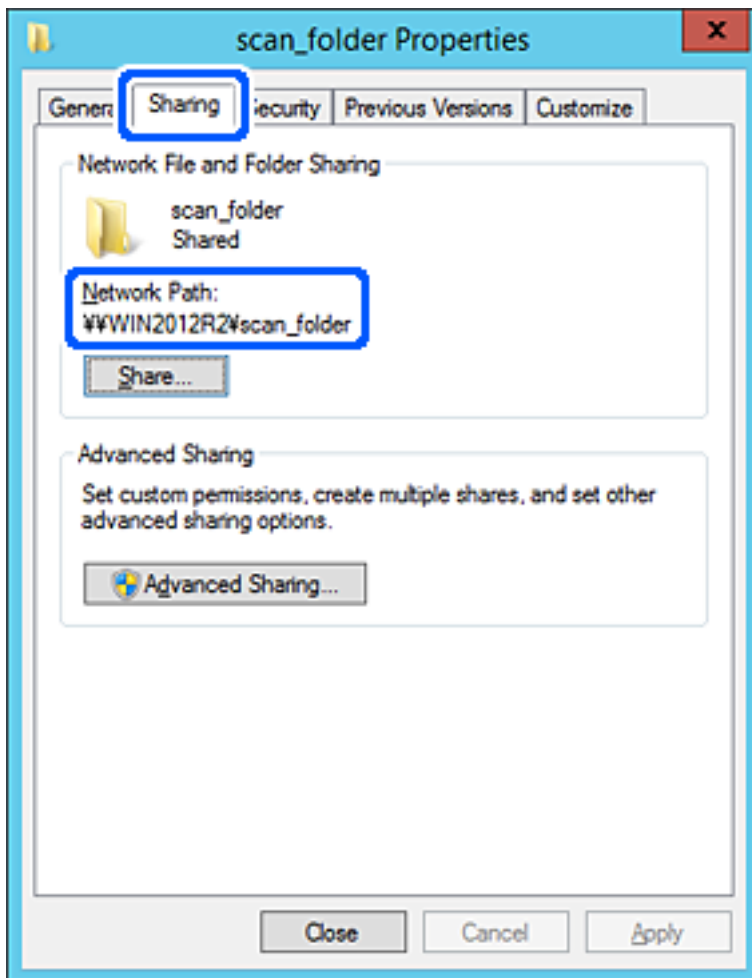 scan_folder Properties
x
Genera Sharing ecurity Previous Versions Customize
Network File and Folder Sharing
scan_folder
Shared
Network Path:
¥¥WIN2012R2¥scan_folder
Share...
Advanced Sharing
Set custom permissions, create multiple shares, and set other
advanced sharing options.
Advanced Sharing...
Close Cancel Apply